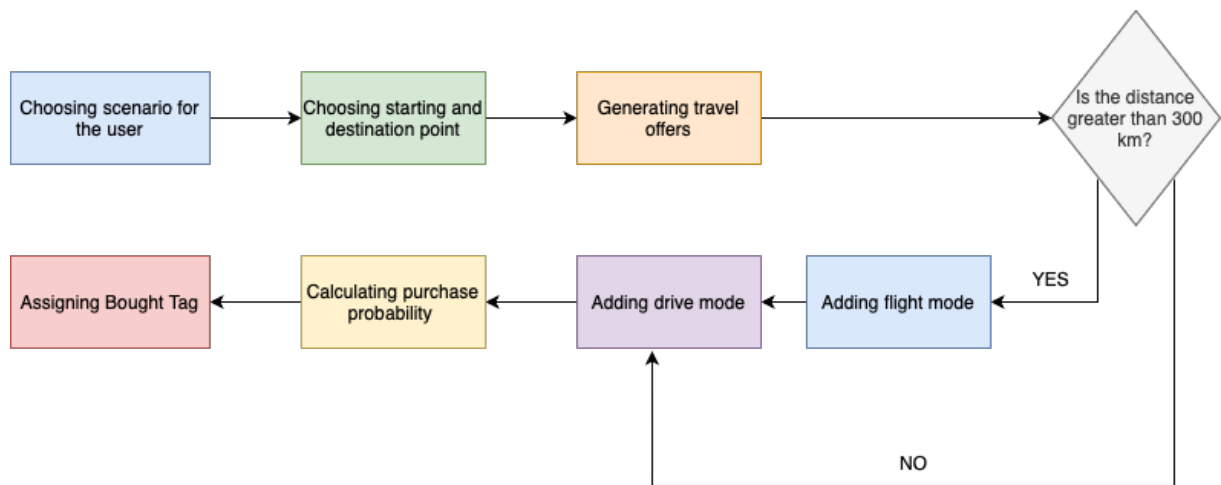 Choosing scenario for
the user
Choosing starting and
destination point
Generating travel
offers
Is the distance
greater than 300
km?
YES
Adding flight mode
Adding drive mode
Calculating purchase
probability
Assigning Bought Tag
NO